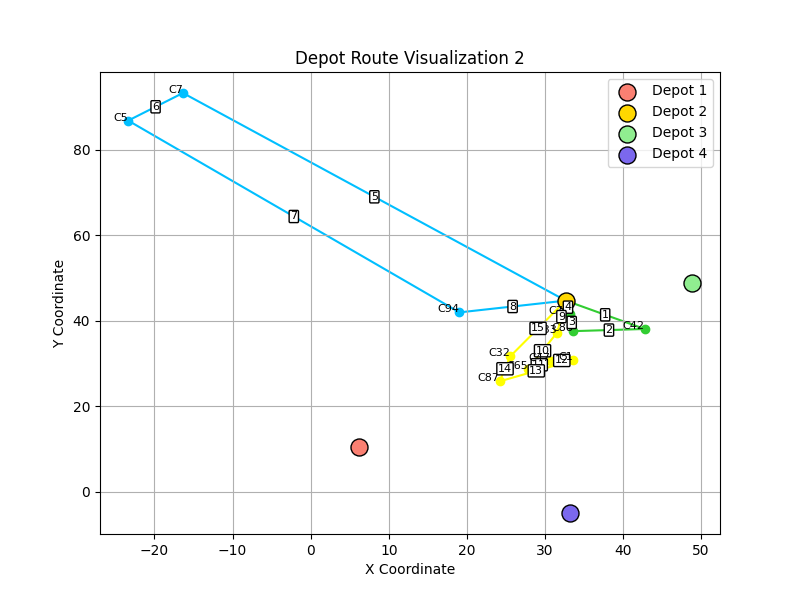 Depot Route Visualization 2
Depot 1
Depot 2
Depot 3
Depot 4
Y Coordinate
80
60
40
20
0
C7
C5
6
5
7
C94
8
4
9
1
3
C42
2
15
C32
10
C1
12
14
13
C87
−20
−10
0
10
20
30
40
50
X Coordinate